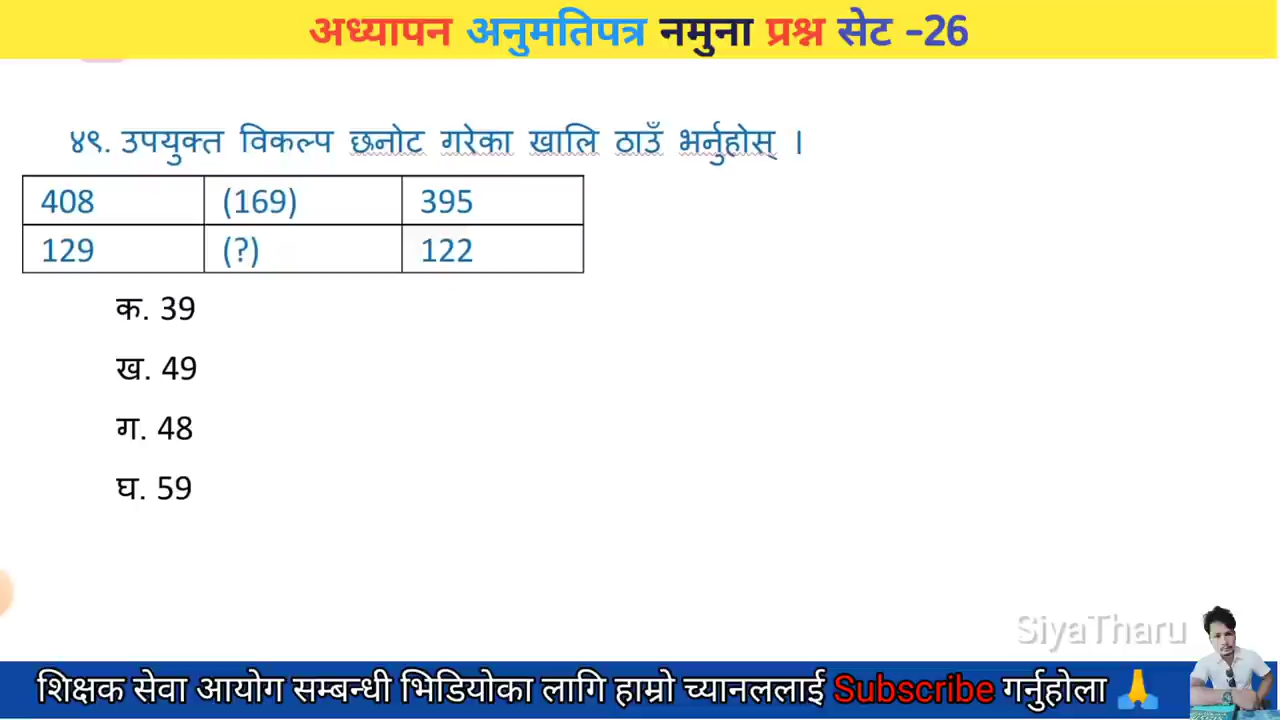 अध्यापन अनुमतिपत्र नमुना प्रश्न सेट -26
४९. उपयुक्त विकल्प छनोट गरेका खालि ठाउँ भर्नुहोस् ।
408 (169) 395
129 (?) 122
क. 39
ख. 49
ग. 48
घ. 59
SiyaTharu
शिक्षक सेवा आयोग सम्बन्धी भिडियोका लागि हाम्रो च्यानललाई Subscribe गर्नुहोला 🙏